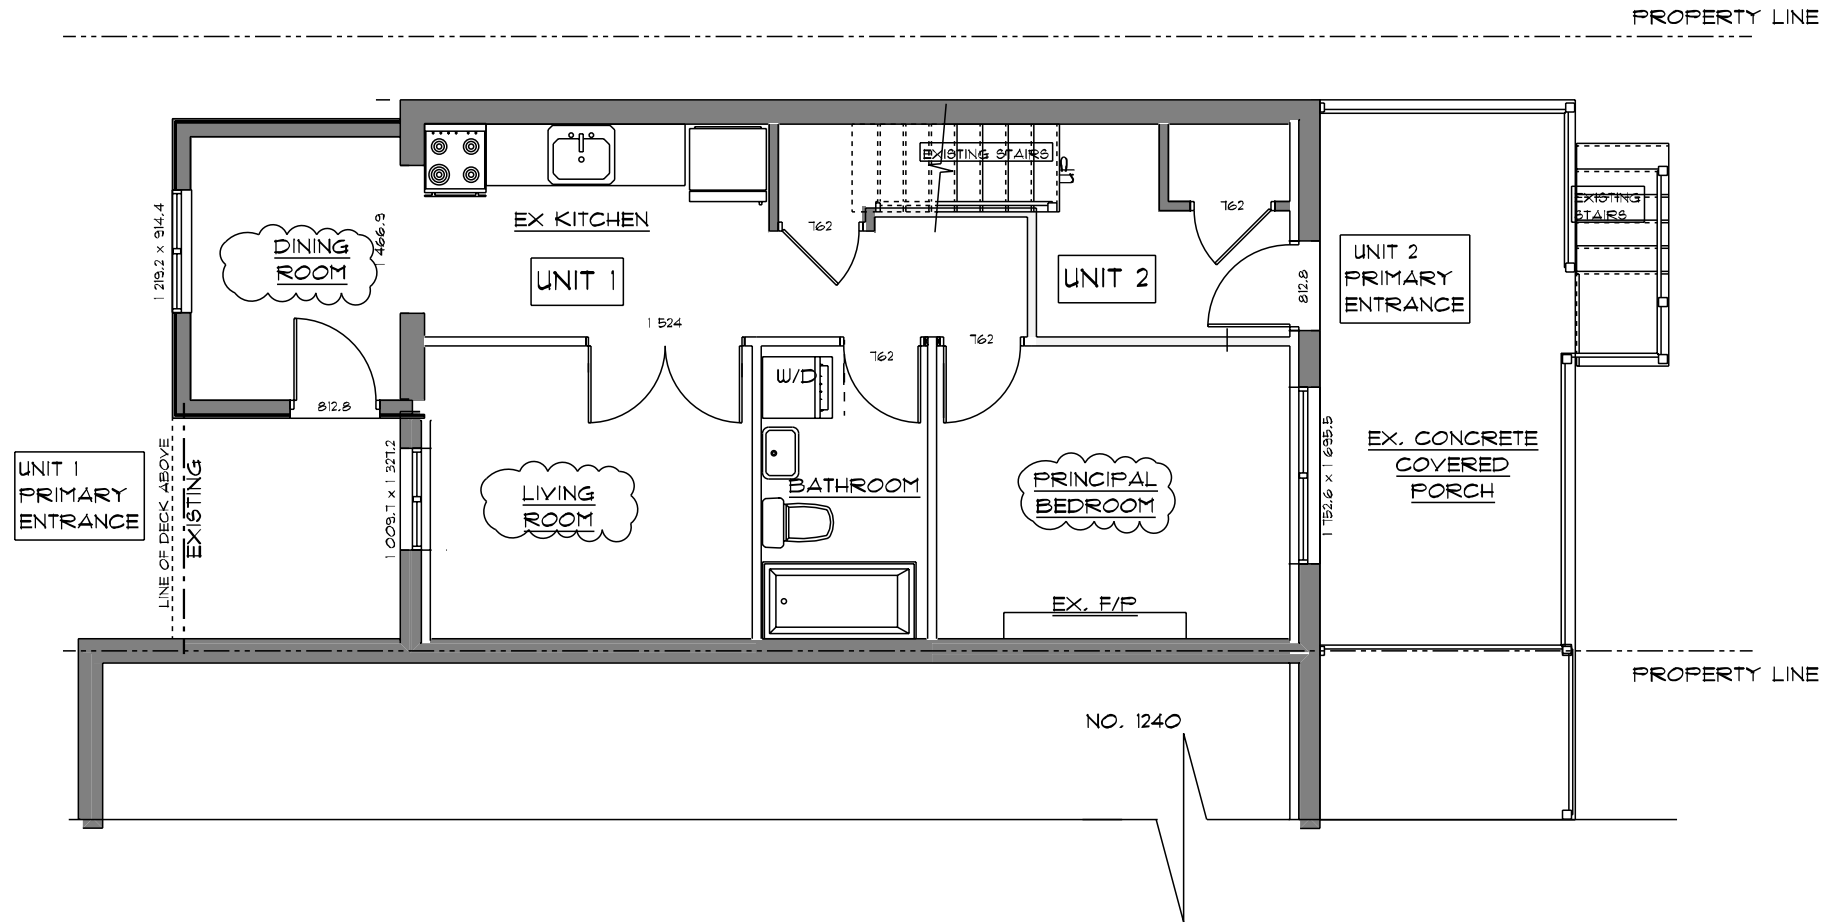 PROPERTY LINE
EXISTING STAIRS
UP
EX KITCHEN
762
762
EXISTING
STAIRS
1 219.2 x 914.4
1 466.9
DINING
ROOM
UNIT 1
UNIT 2
812.8
UNIT 2
PRIMARY
ENTRANCE
1 524
762
762
W/D
812.8
LINE OF DECK ABOVE
EXISTING
1 009.7 x 1 327.2
1 752.6 x 1 695.5
EX. CONCRETE
COVERED
PORCH
UNIT 1
PRIMARY
ENTRANCE
LIVING
ROOM
BATHROOM
PRINCIPAL
BEDROOM
EX. F/P
PROPERTY LINE
NO. 1240